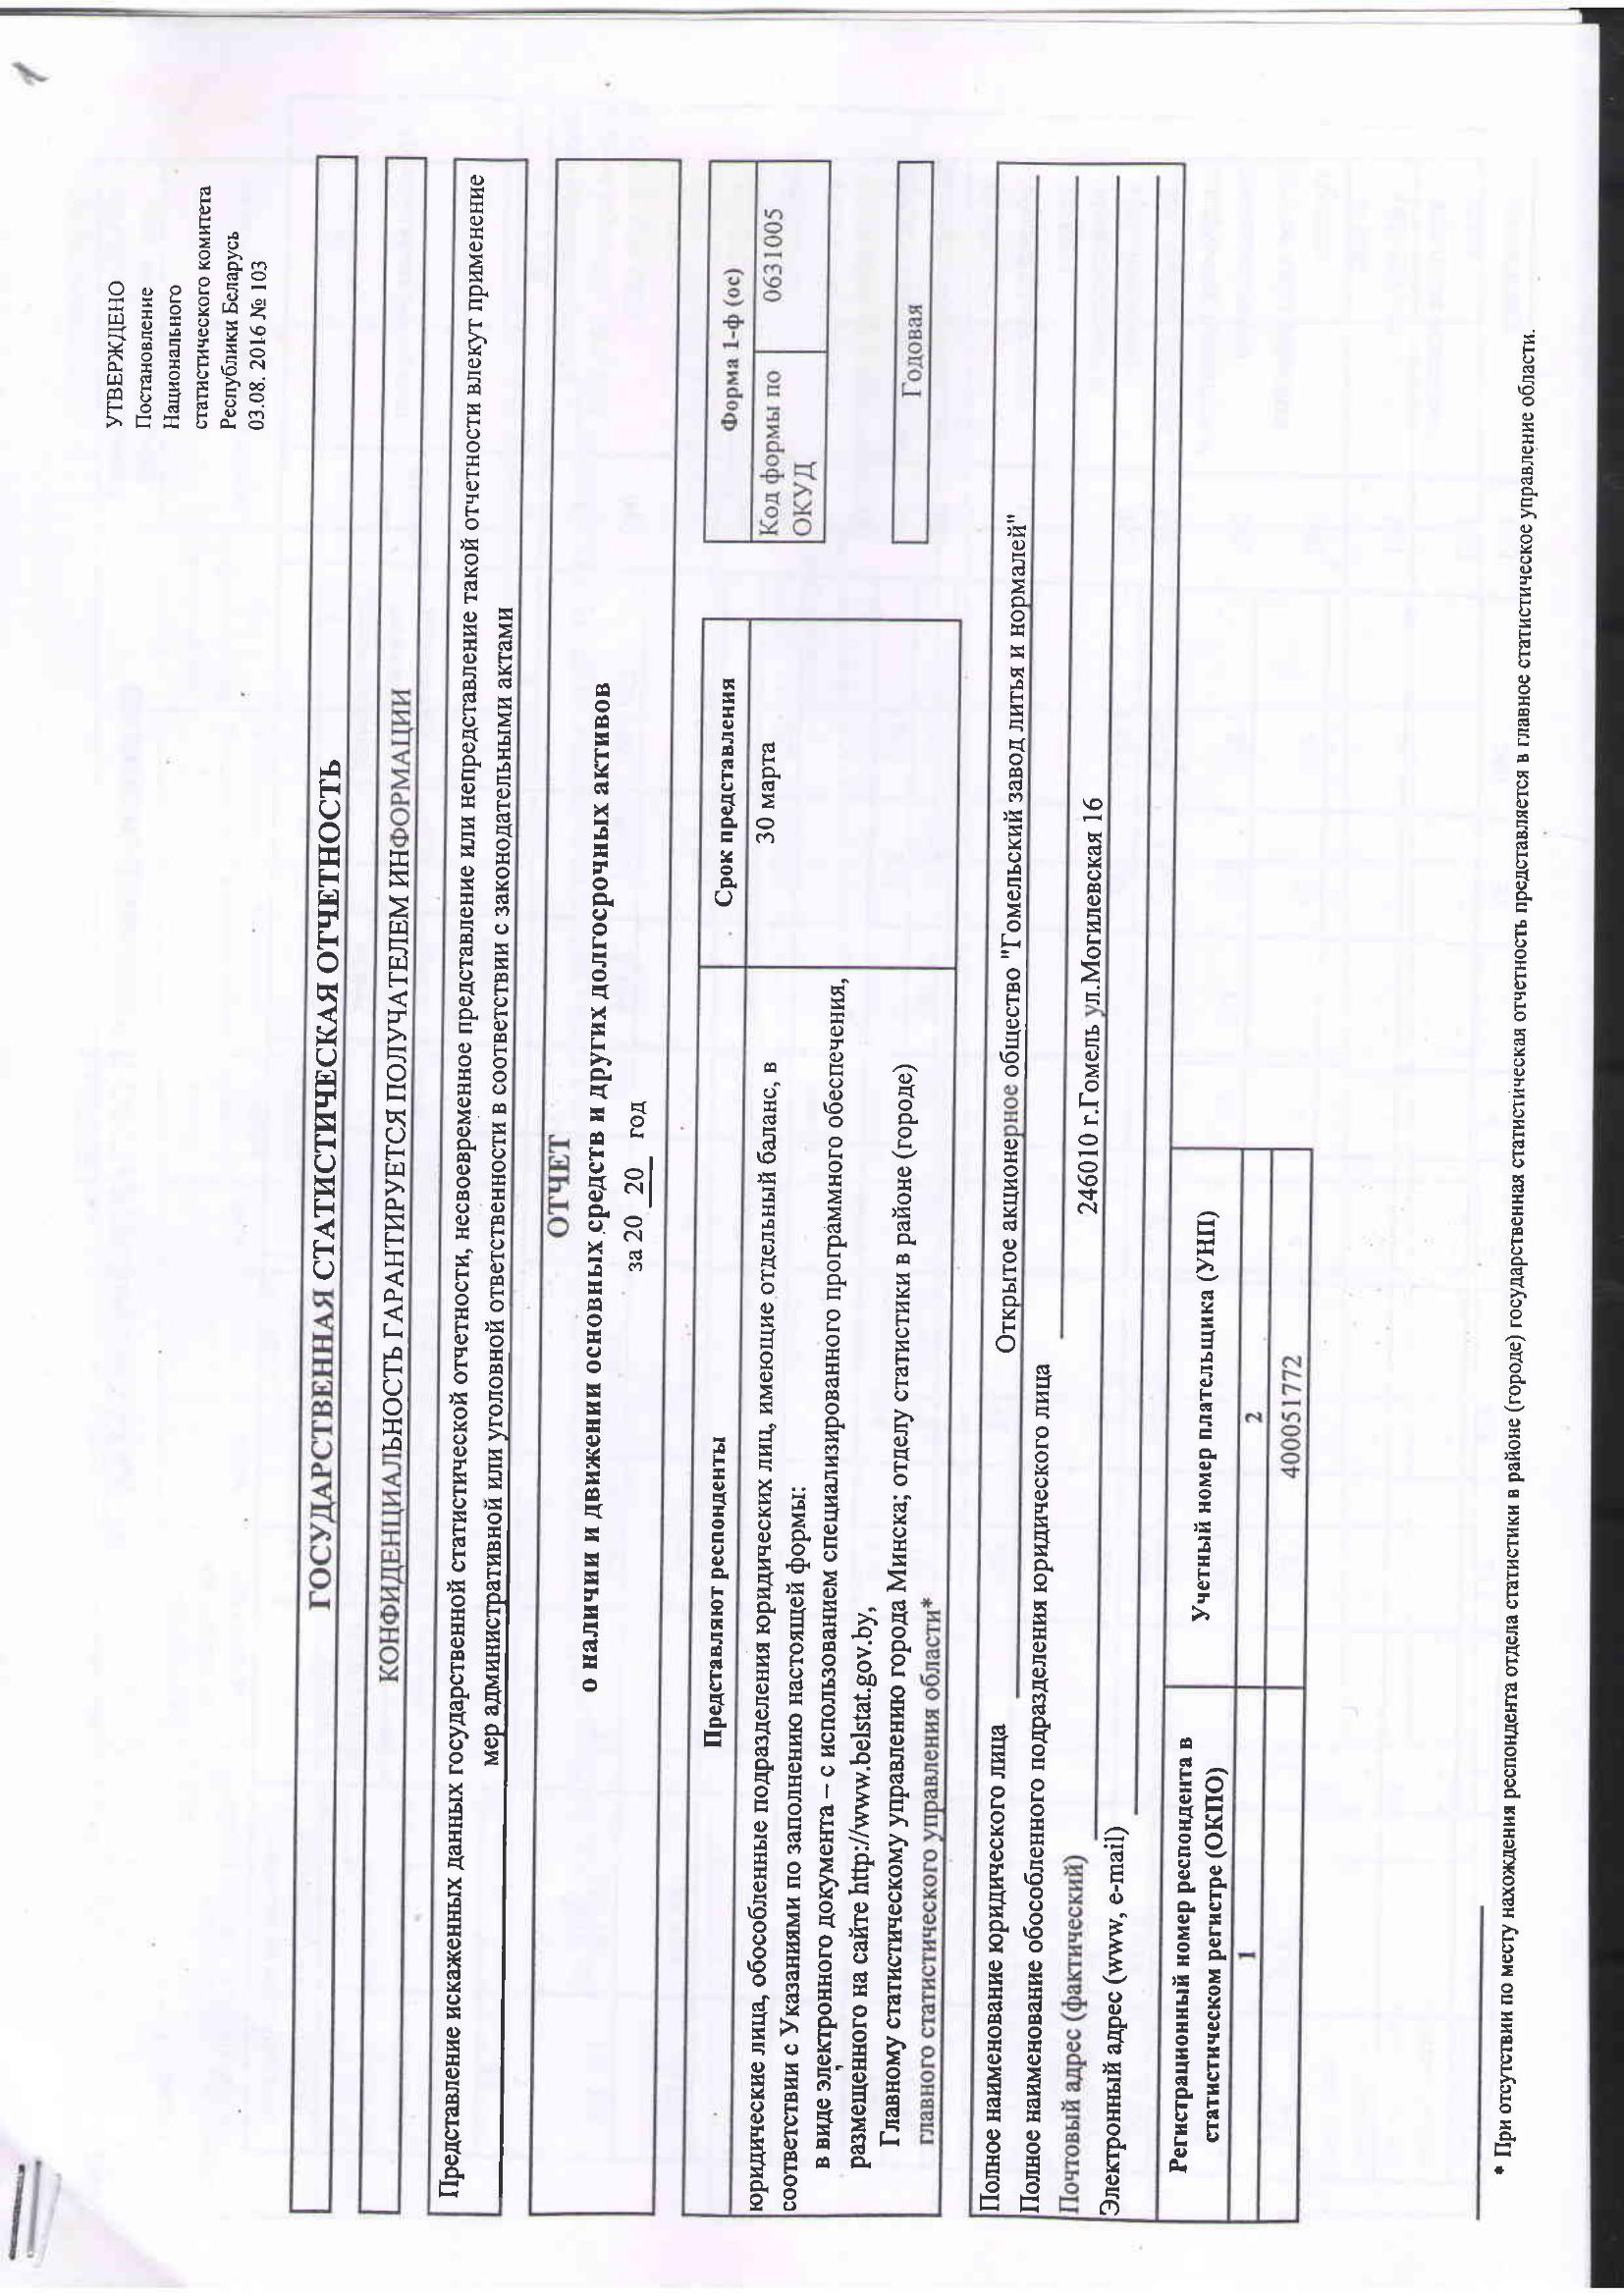 УТВЕРЖДЕНО
Постановление
Национального
статистического комитета
Республики Беларусь
03.08. 2016 № 103
ГОСУДАРСТВЕННАЯ СТАТИСТИЧЕСКАЯ ОТЧЕТНОСТЬ
КОНФИДЕНЦИАЛЬНОСТЬ ГАРАНТИРУЕТСЯ ПОЛУЧАТЕЛЕМ ИНФОРМАЦИИ
Представление искаженных данных государственной статистической отчетности, несвоевременное представление или непредставление такой отчетности влекут применение
мер административной или уголовной ответственности в соответствии с законодательными актами
ОТЧЕТ
о наличии и движении основных средств и других долгосрочных активов
за 20 20 год
Представляют респонденты
Срок представления
юридические лица, обособленные подразделения юридических лиц, имеющие отдельный баланс, в
соответствии с Указаниями по заполнению настоящей формы:
в виде электронного документа – с использованием специализированного программного обеспечения,
размещенного на сайте http://www.belstat.gov.by,
Главному статистическому управлению города Минска; отделу статистики в районе (городе)
главного статистического управления области*
30 марта
Форма 1-ф (ос)
Код формы по
ОКУД
0631005
Годовая
Полное наименование юридического лица Открытое акционерное общество "Гомельский завод литья и нормалей"
Полное наименование обособленного подразделения юридического лица
Почтовый адрес (фактический) 246010 г.Гомель ул.Могилевская 16
Электронный адрес (www, e-mail)
Регистрационный номер респондента в
статистическом регистре (ОКПО)
Учетный номер плательщика (УНП)
1 2
400051772
* При отсутствии по месту нахождения респондента отдела статистики в районе (городе) государственная статистическая отчетность представляется в главное статистическое управление области.